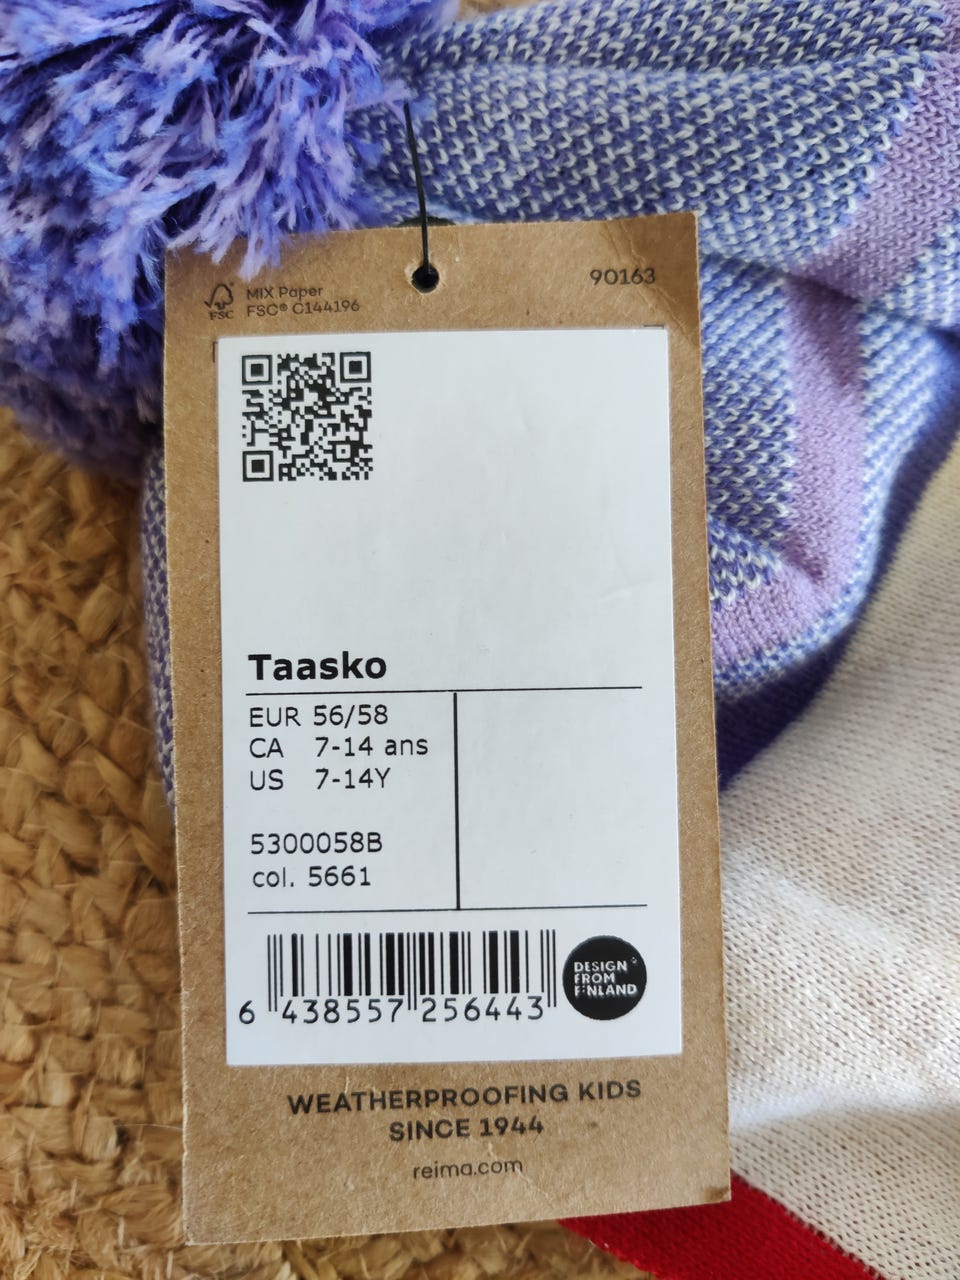 90163
MIX Paper
FSC® C144196
FSC
Taasko
EUR 56/58
CA 7-14 ans
US 7-14Y
5300058B
col. 5661
6 438557 256443
DESIGN
FROM
FINLAND
WEATHERPROOFING KIDS
SINCE 1944
reima.com